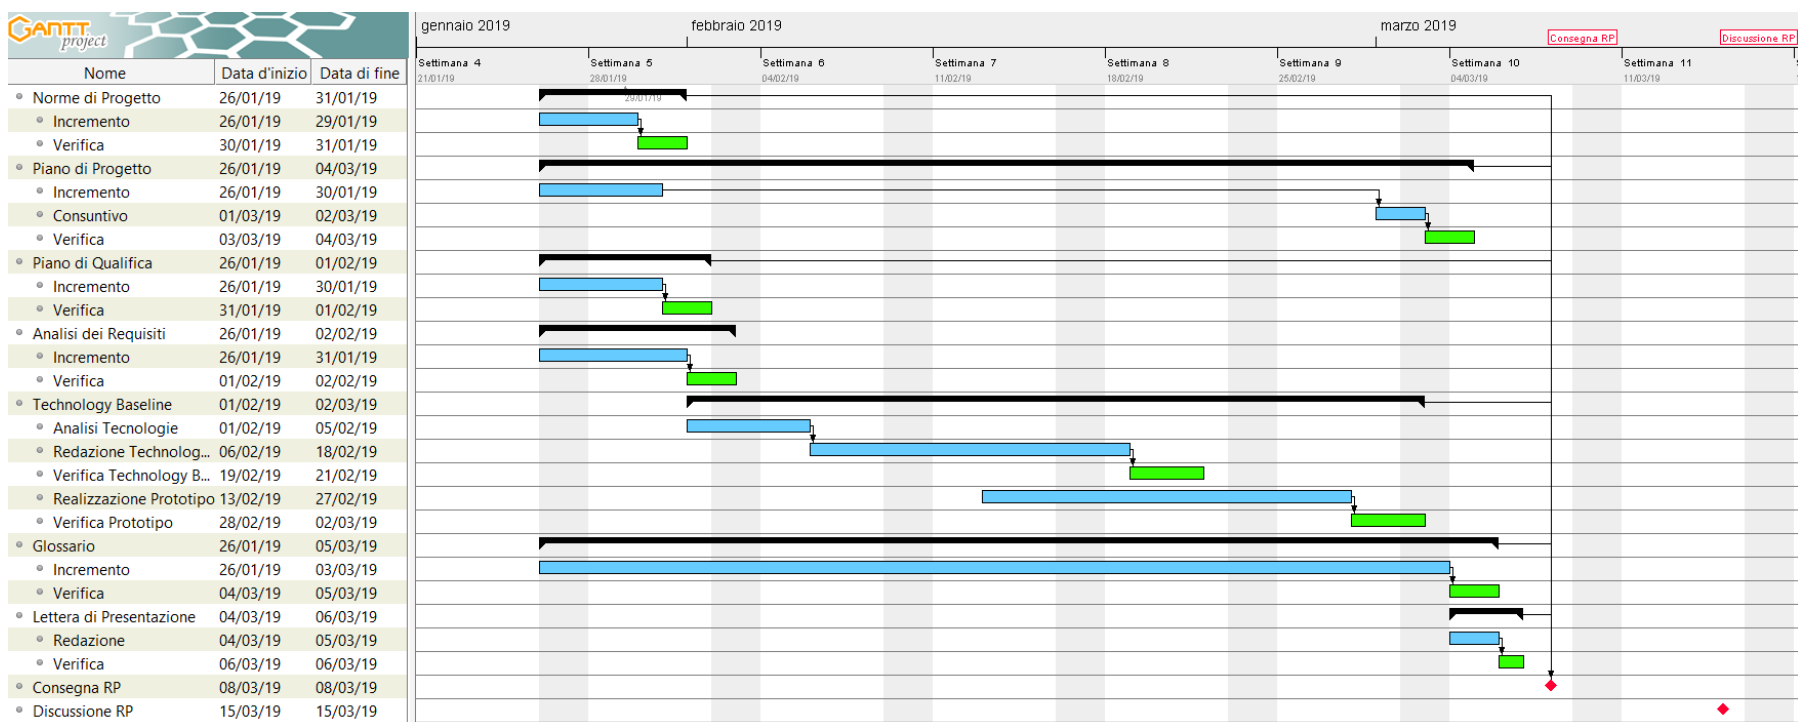 GANTT
project
gennaio 2019 febbraio 2019 marzo 2019
Consegna RP Discussione RP
Settimana 4 Settimana 5 Settimana 6 Settimana 7 Settimana 8 Settimana 9 Settimana 10 Settimana 11
21/01/19 28/01/19 04/02/19 11/02/19 18/02/19 25/02/19 04/03/19 11/03/19
Nome Data d'inizio Data di fine
29/01/19
Norme di Progetto 26/01/19 31/01/19
Incremento 26/01/19 29/01/19
Verifica 30/01/19 31/01/19
Piano di Progetto 26/01/19 04/03/19
Incremento 26/01/19 30/01/19
Consuntivo 01/03/19 02/03/19
Verifica 03/03/19 04/03/19
Piano di Qualifica 26/01/19 01/02/19
Incremento 26/01/19 30/01/19
Verifica 31/01/19 01/02/19
Analisi dei Requisiti 26/01/19 02/02/19
Incremento 26/01/19 31/01/19
Verifica 01/02/19 02/02/19
Technology Baseline 01/02/19 02/03/19
Analisi Tecnologie 01/02/19 05/02/19
Redazione Technolog... 06/02/19 18/02/19
Verifica Technology B... 19/02/19 21/02/19
Realizzazione Prototipo 13/02/19 27/02/19
Verifica Prototipo 28/02/19 02/03/19
Glossario 26/01/19 05/03/19
Incremento 26/01/19 03/03/19
Verifica 04/03/19 05/03/19
Lettera di Presentazione 04/03/19 06/03/19
Redazione 04/03/19 05/03/19
Verifica 06/03/19 06/03/19
Consegna RP 08/03/19 08/03/19
Discussione RP 15/03/19 15/03/19